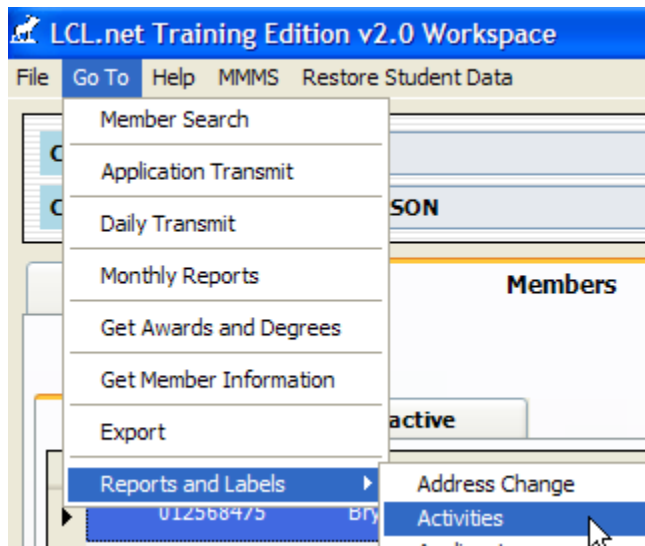 LCL.net Training Edition v2.0 Workspace
File Go To Help MMMS Restore Student Data
Member Search
Application Transmit
Daily Transmit
SON
Monthly Reports
Members
Get Awards and Degrees
Get Member Information
Export
active
Reports and Labels
Address Change
012568475 Bry
Activities